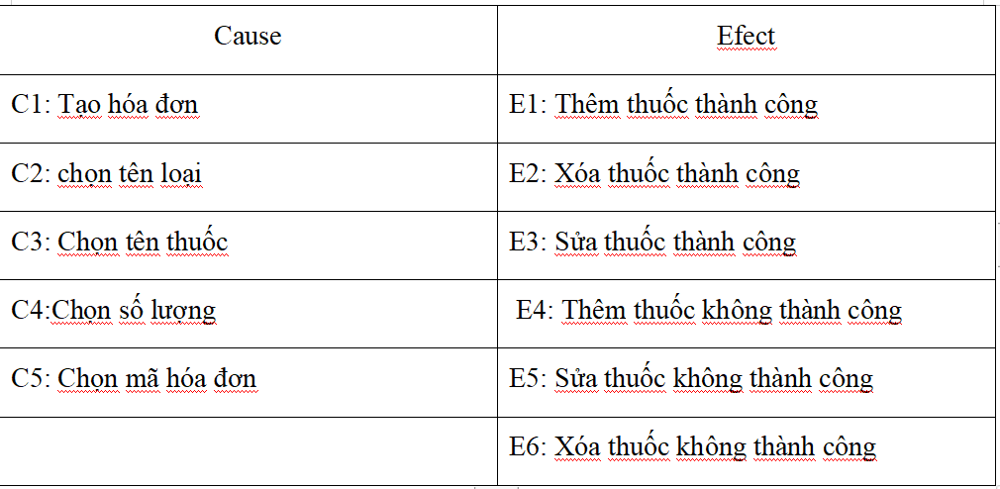 Cause
Efect
C1: Tạo hóa đơn
E1: Thêm thuốc thành công
C2: chọn tên loại
E2: Xóa thuốc thành công
C3: Chọn tên thuốc
E3: Sửa thuốc thành công
C4:Chọn số lượng
E4: Thêm thuốc không thành công
C5: Chọn mã hóa đơn
E5: Sửa thuốc không thành công
E6: Xóa thuốc không thành công